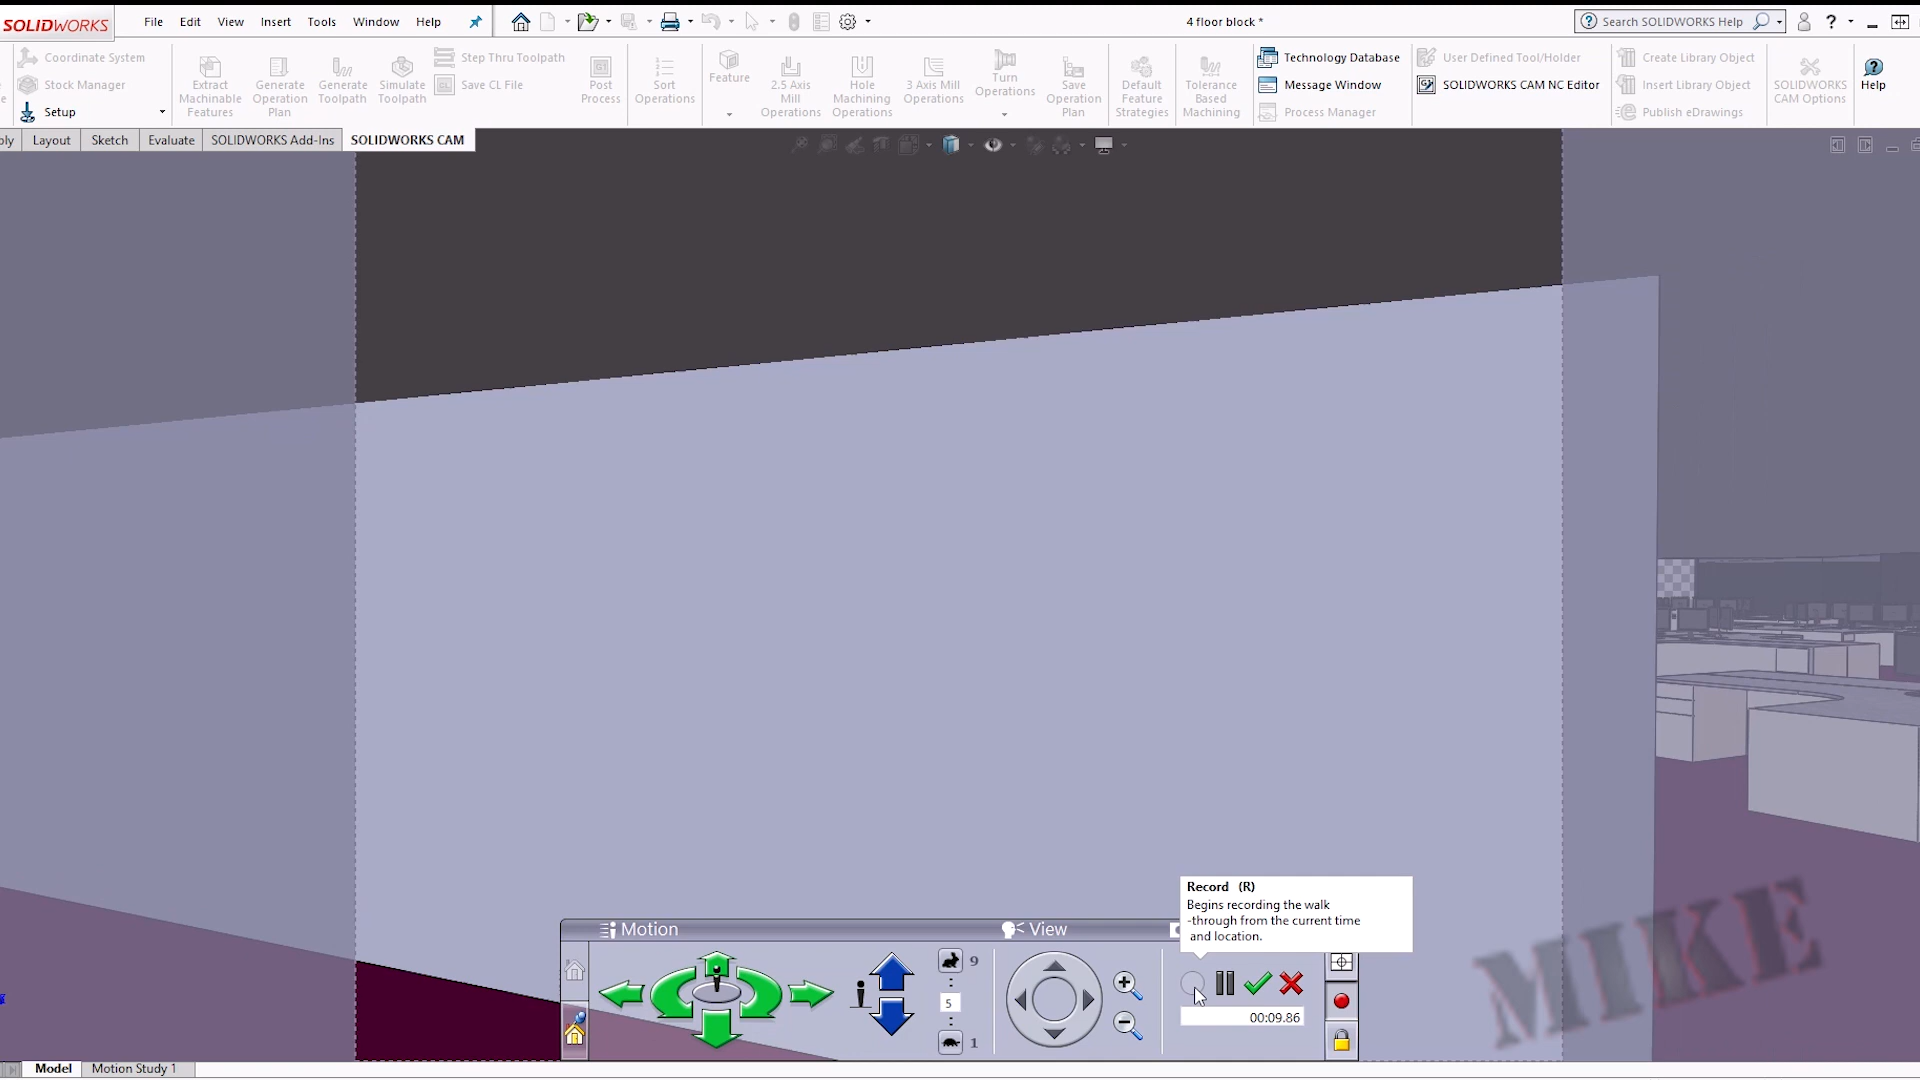 SOLIDWORKS
File Edit View Insert Tools Window Help
4 floor block *
Search SOLIDWORKS Help
?
Coordinate System
Stock Manager
Setup
Extract
Machinable
Features
Generate
Operation
Plan
Generate
Toolpath
Simulate
Toolpath
Step Thru Toolpath
Save CL File
Post
Process
Sort
Operations
Feature
2.5 Axis
Mill
Operations
Hole
Machining
Operations
3 Axis Mill
Operations
Turn
Operations
Save
Operation
Plan
Default
Feature
Strategies
Tolerance
Based
Machining
Technology Database
Message Window
Process Manager
User Defined Tool/Holder
SOLIDWORKS CAM NC Editor
Create Library Object
Insert Library Object
Publish eDrawings
SOLIDWORKS
CAM Options
Help
bly Layout Sketch Evaluate SOLIDWORKS Add-Ins SOLIDWORKS CAM
Record (R)
Begins recording the walk
-through from the current time
and location.
Motion
View
9
5
1
00:09.86
MIKE
Model Motion Study 1